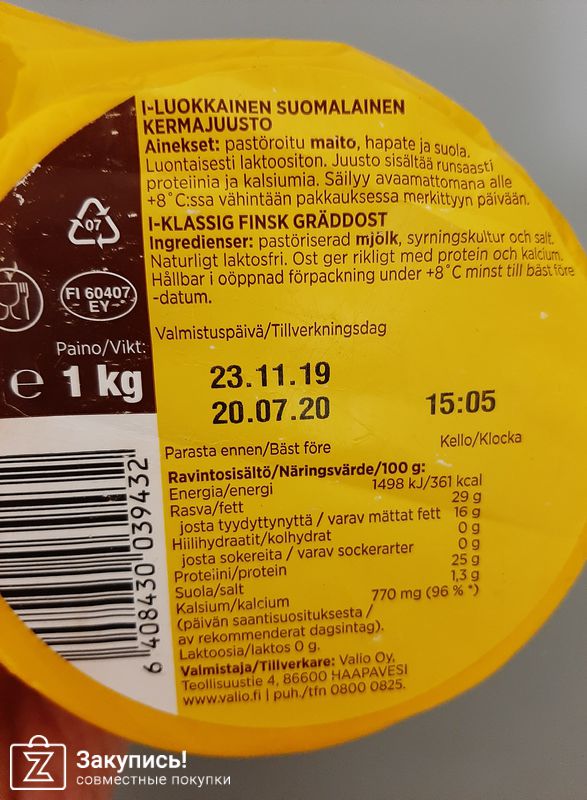 I-LUOKKAINEN SUOMALAINEN
KERMAJUUSTO
Ainekset: pastöroitu maito, hapate ja suola.
Luontaisesti laktoositon. Juusto sisältää runsaasti
proteiinia ja kalsiumia. Säilyy avaamattomana alle
+8°C:ssa vähintään pakkauksessa merkittyyn päivään.
I-KLASSIG FINSK GRÄDDOST
Ingredienser: pastöriserad mjölk, syrningskultur och salt.
Naturligt laktosfri. Ost ger rikligt med protein och kalcium.
Hållbar i oöppnad förpackning under +8°C minst till bäst före
-datum.
07
FI 60407
EY
Paino/Vikt:
e 1 kg
Valmistuspäivä/Tillverkningsdag
23.11.19
20.07.20 15:05
Parasta ennen/Bäst före Kello/Klocka
Ravintosisältö/Näringsvärde/100 g:
Energia/energi 1498 kJ/361 kcal
Rasva/fett 29 g
josta tyydyttynyttä / varav mättat fett 16 g
Hiilihydraatit/kolhydrat 0 g
josta sokereita / varav sockerarter 0 g
Proteiini/protein 25 g
Suola/salt 1,3 g
Kalsium/kalcium 770 mg (96 % *)
(päivän saantisuosituksesta /
av rekommenderat dagsintag).
Laktoosia/laktos 0 g.
Valmistaja/Tillverkare: Valio Oy,
Teollisuustie 4, 86600 HAAPAVESI
www.valio.fi | puh./tfn 0800 0825.
6 408430 039432
Закупись!
совместные покупки